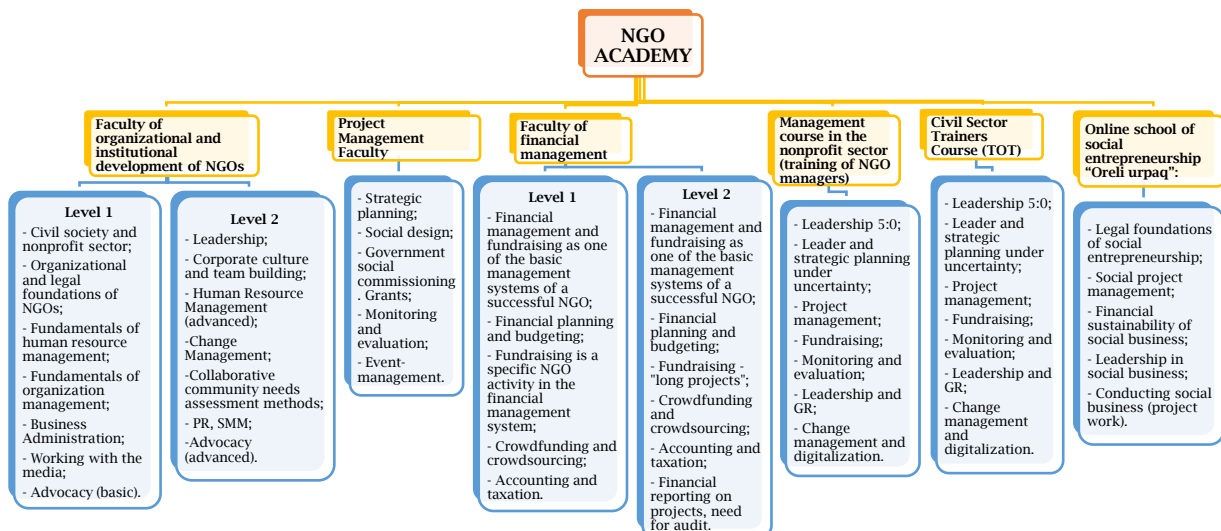 NGO
ACADEMY
Faculty of
organizational and
institutional
development of NGOs
Level 1
- Civil society and
nonprofit sector;
- Organizational
and legal
foundations of
NGOs;
- Fundamentals of
human resource
management;
- Fundamentals of
organization
management;
- Business
Administration;
- Working with the
media;
- Advocacy (basic).
Level 2
- Leadership;
- Corporate culture
and team building;
- Human Resource
Management
(advanced);
-Change
Management;
-Collaborative
community needs
assessment methods;
- PR, SMM;
-Advocacy
(advanced).
Project
Management
Faculty
- Strategic
planning;
- Social design;
- Government
social
commissioning
. Grants;
- Monitoring
and
evaluation;
- Event-
management.
Faculty of
financial
management
Level 1
- Financial
management and
fundraising as one
of the basic
management
systems of a
successful NGO;
- Financial planning
and budgeting;
- Fundraising is a
specific NGO
activity in the
financial
management
system;
- Crowdfunding and
crowdsourcing;
- Accounting and
taxation.
Level 2
- Financial
management and
fundraising as
one of the basic
management
systems of a
successful NGO;
- Financial
planning and
budgeting;
- Fundraising -
"long projects";
- Crowdfunding
and
crowdsourcing;
- Accounting and
taxation;
- Financial
reporting on
projects, need
for audit.
Management
course in the
nonprofit sector
(training of NGO
managers)
- Leadership 5:0;
- Leader and
strategic planning
under
uncertainty;
- Project
management;
- Fundraising;
- Monitoring and
evaluation;
- Leadership and
GR;
- Change
management and
digitalization.
Civil Sector
Trainers
Course (TOT)
- Leadership 5:0;
- Leader and
strategic
planning under
uncertainty;
- Project
management;
- Fundraising;
- Monitoring and
evaluation;
- Leadership and
GR;
- Change
management
and
digitalization.
Online school of
social
entrepreneurship
“Oreli urpaq”:
- Legal
foundations of
social
entrepreneurship;
- Social project
management;
- Financial
sustainability of
social business;
- Leadership in
social business;
- Conducting social
business (project
work).